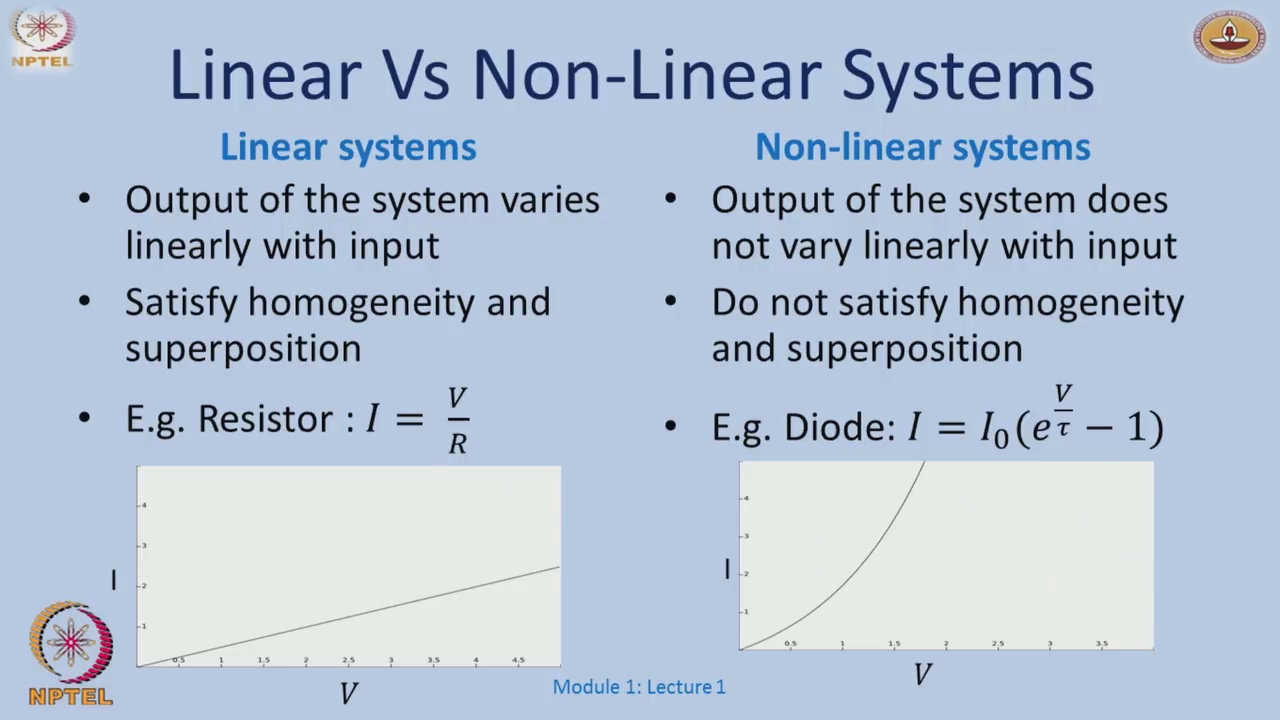 NPTEL
Linear Vs Non-Linear Systems
Linear systems
• Output of the system varies
linearly with input
• Satisfy homogeneity and
superposition
• E.g. Resistor : I = V/R
4
3
2
1
I
0.5 1 1.5 2 2.5 3 3.5 4 4.5
V
Non-linear systems
• Output of the system does
not vary linearly with input
• Do not satisfy homogeneity
and superposition
• E.g. Diode: I = I₀(e^(V/τ) − 1)
4
3
2
1
I
0.5 1 1.5 2 2.5 3 3.5
V
NPTEL
Module 1: Lecture 1